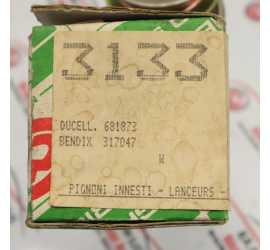 3133
DUCELL. 681873
BENDIX 317047
W
PIGNONI INNESTI - LANCEURS -